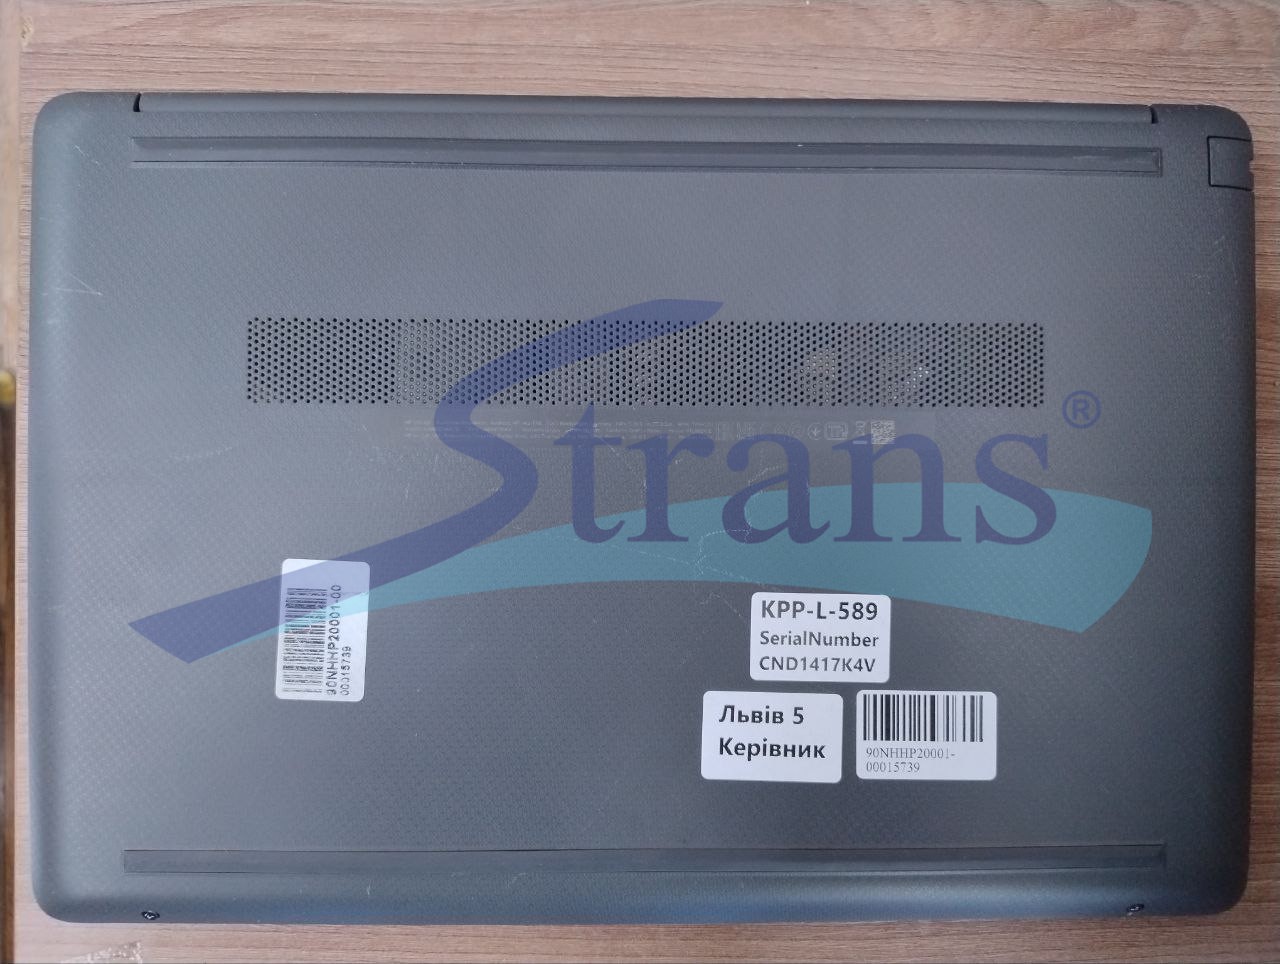 Strans®
90NHHP20001-00
00015739
KPP-L-589
SerialNumber
CND1417K4V
Львів 5
Керівник
90NHHP20001-
00015739